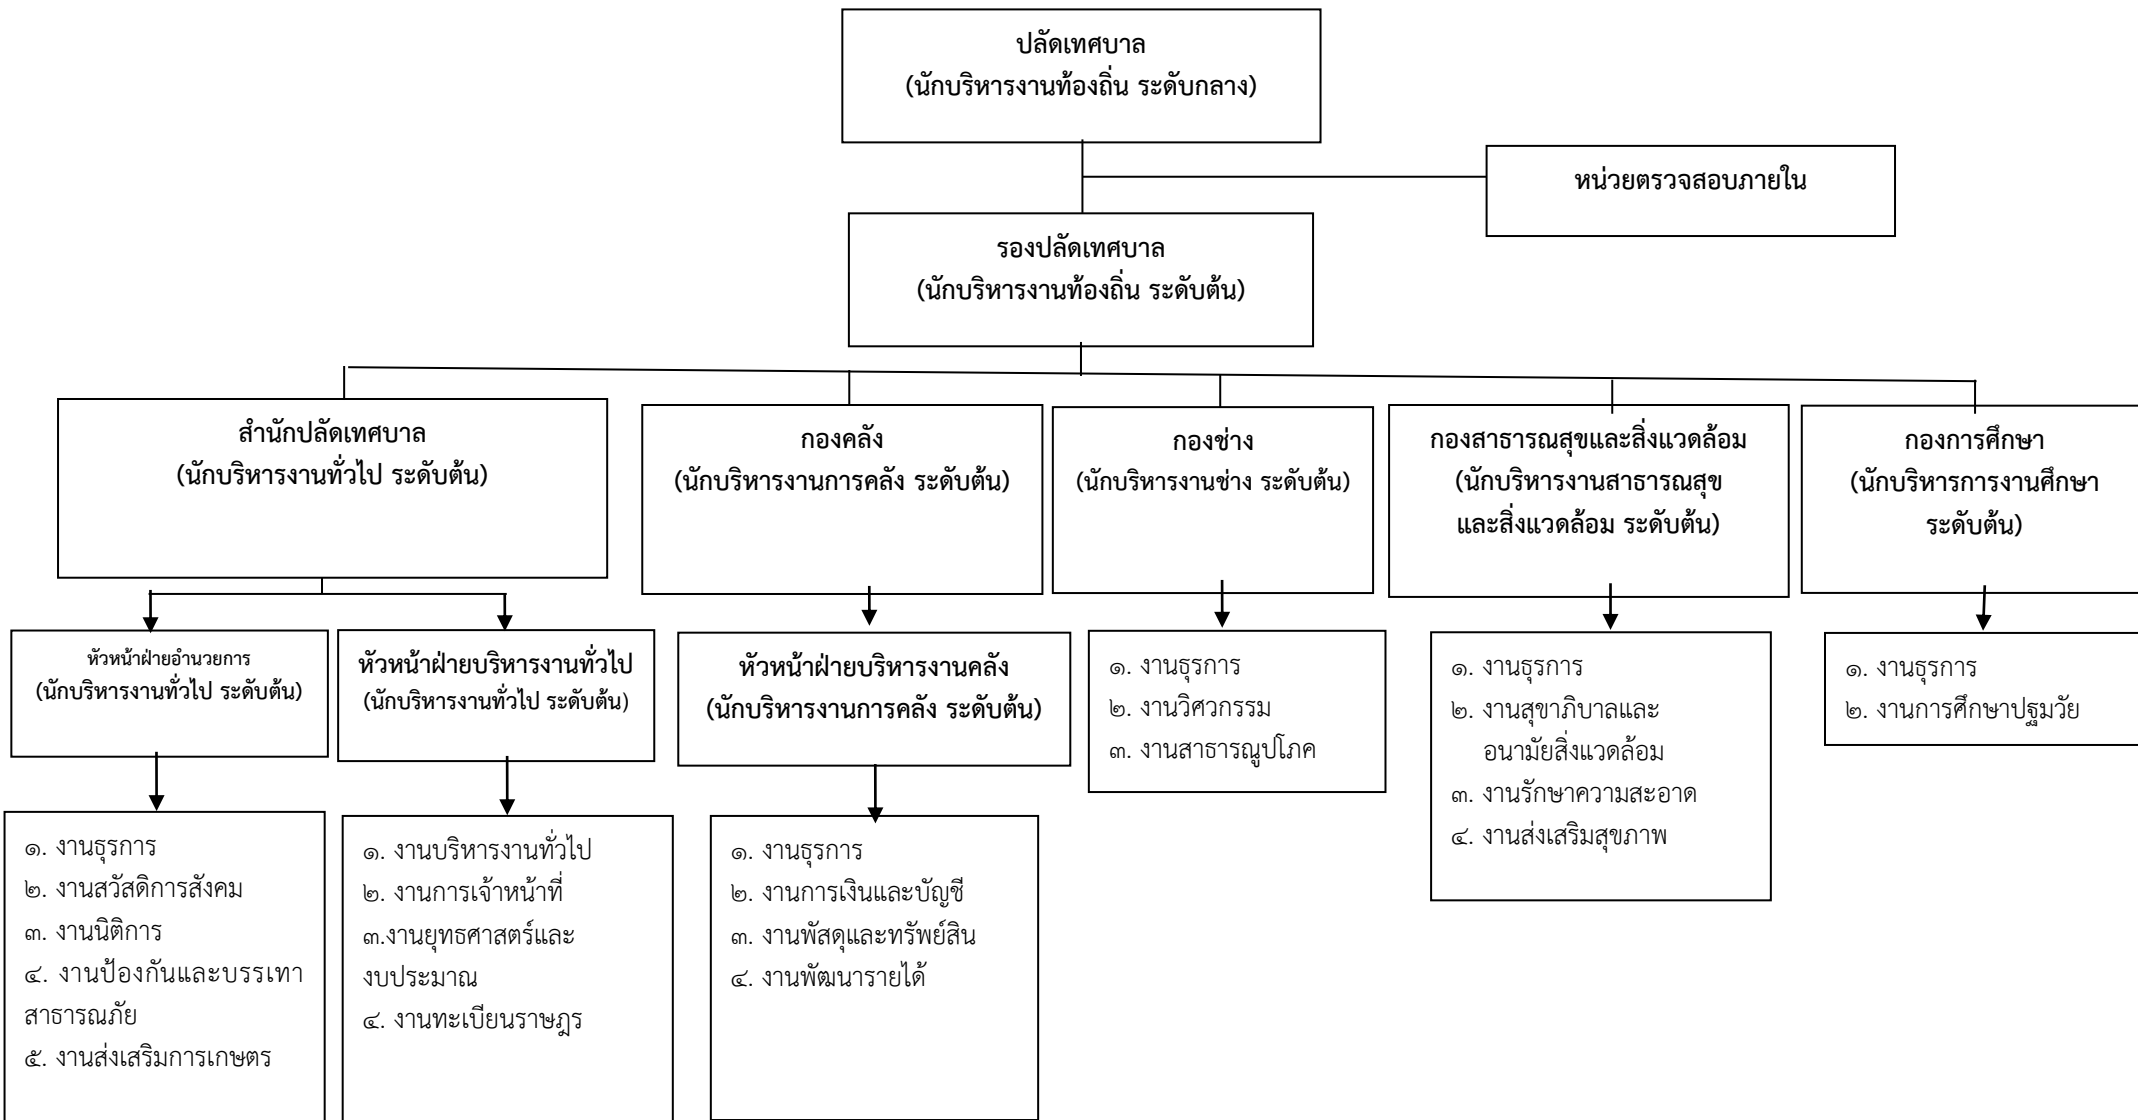 ปลัดเทศบาล
(นักบริหารงานท้องถิ่น ระดับกลาง)
หน่วยตรวจสอบภายใน
รองปลัดเทศบาล
(นักบริหารงานท้องถิ่น ระดับต้น)
สำนักปลัดเทศบาล
(นักบริหารงานทั่วไป ระดับต้น)
กองคลัง
(นักบริหารงานการคลัง ระดับต้น)
กองช่าง
(นักบริหารงานช่าง ระดับต้น)
กองสาธารณสุขและสิ่งแวดล้อม
(นักบริหารงานสาธารณสุข
และสิ่งแวดล้อม ระดับต้น)
กองการศึกษา
(นักบริหารการงานศึกษา
ระดับต้น)
หัวหน้าฝ่ายอำนวยการ
(นักบริหารงานทั่วไป ระดับต้น)
หัวหน้าฝ่ายบริหารงานทั่วไป
(นักบริหารงานทั่วไป ระดับต้น)
หัวหน้าฝ่ายบริหารงานคลัง
(นักบริหารงานการคลัง ระดับต้น)
๑. งานธุรการ
๒. งานวิศวกรรม
๓. งานสาธารณูปโภค
๑. งานธุรการ
๒. งานสุขาภิบาลและ
อนามัยสิ่งแวดล้อม
๓. งานรักษาความสะอาด
๔. งานส่งเสริมสุขภาพ
๑. งานธุรการ
๒. งานการศึกษาปฐมวัย
๑. งานธุรการ
๒. งานสวัสดิการสังคม
๓. งานนิติการ
๔. งานป้องกันและบรรเทา
สาธารณภัย
๕. งานส่งเสริมการเกษตร
๑. งานบริหารงานทั่วไป
๒. งานการเจ้าหน้าที่
๓.งานยุทธศาสตร์และ
งบประมาณ
๔. งานทะเบียนราษฎร
๑. งานธุรการ
๒. งานการเงินและบัญชี
๓. งานพัสดุและทรัพย์สิน
๔. งานพัฒนารายได้